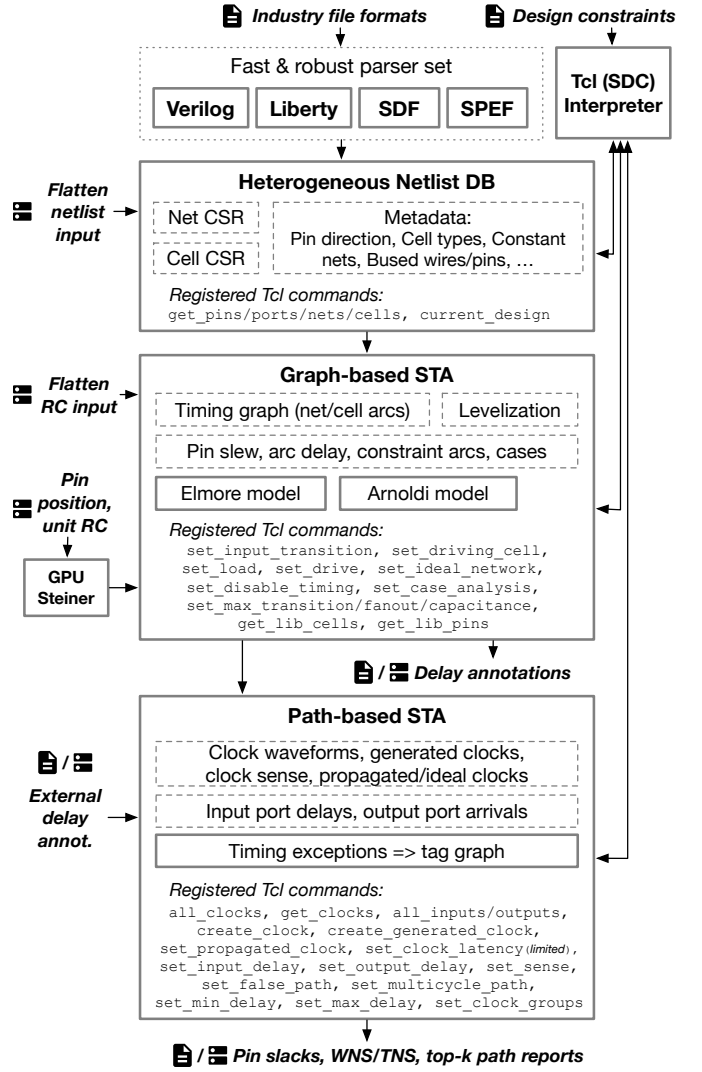 Industry file formats
Design constraints
Fast & robust parser set
Verilog
Liberty
SDF
SPEF
Tcl (SDC)
Interpreter
Flatten
netlist
input
Heterogeneous Netlist DB
Net CSR
Cell CSR
Metadata:
Pin direction, Cell types, Constant
nets, Bused wires/pins, …
Registered Tcl commands:
get_pins/ports/nets/cells, current_design
Flatten
RC input
Graph-based STA
Timing graph (net/cell arcs)
Levelization
Pin slew, arc delay, constraint arcs, cases
Elmore model
Arnoldi model
Pin
position,
unit RC
GPU
Steiner
Registered Tcl commands:
set_input_transition, set_driving_cell,
set_load, set_drive, set_ideal_network,
set_disable_timing, set_case_analysis,
set_max_transition/fanout/capacitance,
get_lib_cells, get_lib_pins
/ Delay annotations
Path-based STA
/
External
delay
annot.
Clock waveforms, generated clocks,
clock sense, propagated/ideal clocks
Input port delays, output port arrivals
Timing exceptions => tag graph
Registered Tcl commands:
all_clocks, get_clocks, all_inputs/outputs,
create_clock, create_generated_clock,
set_propagated_clock, set_clock_latency(limited),
set_input_delay, set_output_delay, set_sense,
set_false_path, set_multicycle_path,
set_min_delay, set_max_delay, set_clock_groups
/ Pin slacks, WNS/TNS, top-k path reports